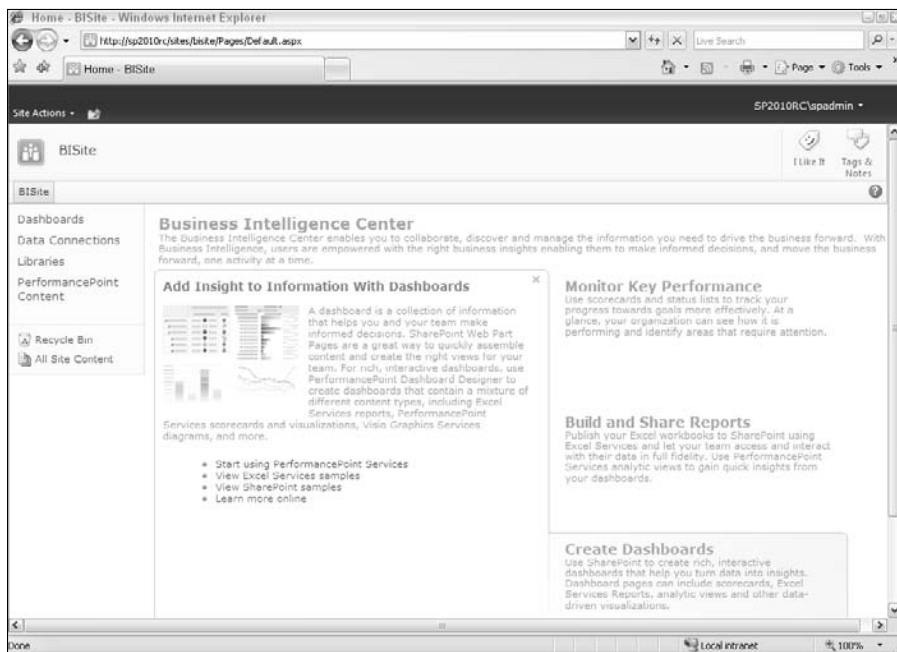 Home - BISite - Windows Internet Explorer
http://sp2010rc/sites/bisite/Pages/Default.aspx
Live Search
Home - BISite
Page
Tools
Site Actions
SP2010RC\spadmin
BISite
I Like It
Tags &
Notes
BISite
Dashboards
Data Connections
Libraries
PerformancePoint
Content
Recycle Bin
All Site Content
Business Intelligence Center
The Business Intelligence Center enables you to collaborate, discover and manage the information you need to drive the business forward. With
Business Intelligence, users are empowered with the right business insights enabling them to make informed decisions, and move the business
forward, one activity at a time.
Add Insight to Information With Dashboards
A dashboard is a collection of information
that helps you and your team make
informed decisions. SharePoint Web Part
Pages are a great way to quickly assemble
content and create the right views for your
team. For rich, interactive dashboards, use
PerformancePoint Dashboard Designer to
create dashboards that contain a mixture of
different content types, including Excel
Services reports, PerformancePoint
Services scorecards and visualizations, Visio Graphics Services
diagrams, and more.
Start using PerformancePoint Services
View Excel Services samples
View SharePoint samples
Learn more online
Monitor Key Performance
Use scorecards and status lists to track your
progress towards goals more effectively. At a
glance, your organization can see how it is
performing and identify areas that require attention.
Build and Share Reports
Publish your Excel workbooks to SharePoint using
Excel Services and let your team access and interact
with their data in full fidelity. Use PerformancePoint
Services analytic views to gain quick insights from
your dashboards.
Create Dashboards
Use SharePoint to create rich, interactive
dashboards that help you turn data into insights.
Dashboard pages can include scorecards, Excel
Services Reports, analytic views and other data-
driven visualizations.
Done
Local intranet
100%